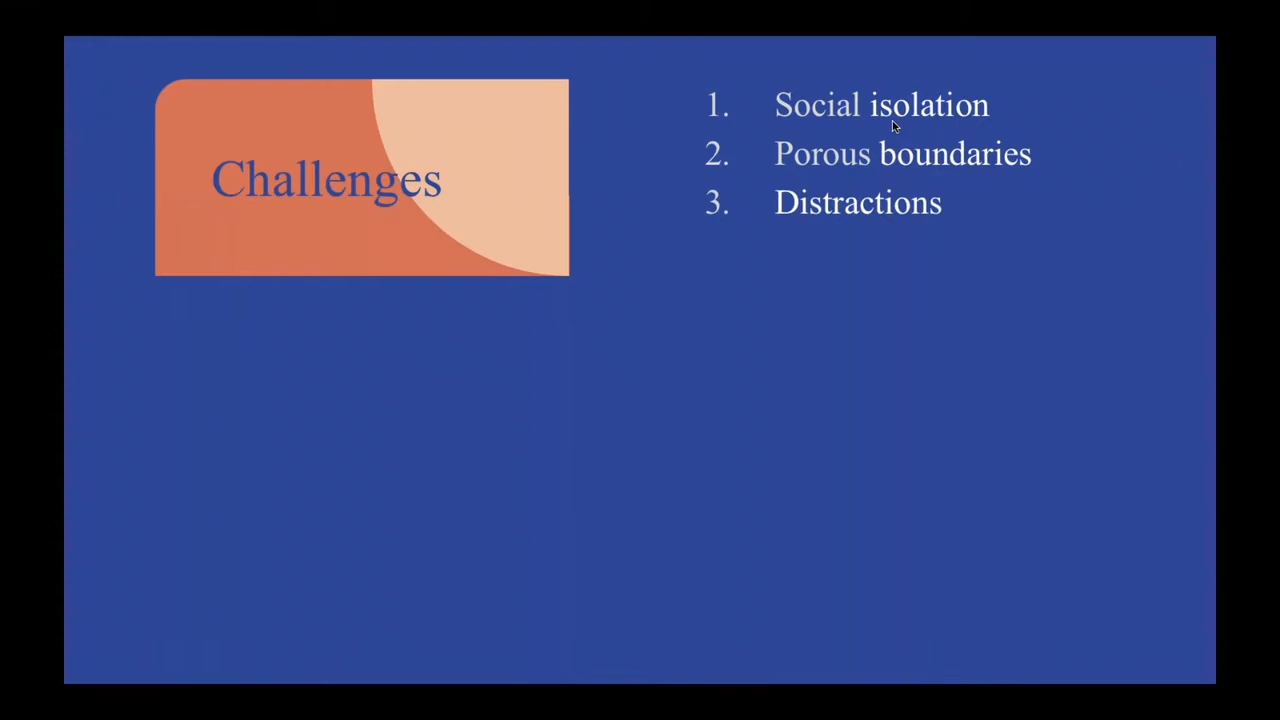 Challenges
1. Social isolation
2. Porous boundaries
3. Distractions